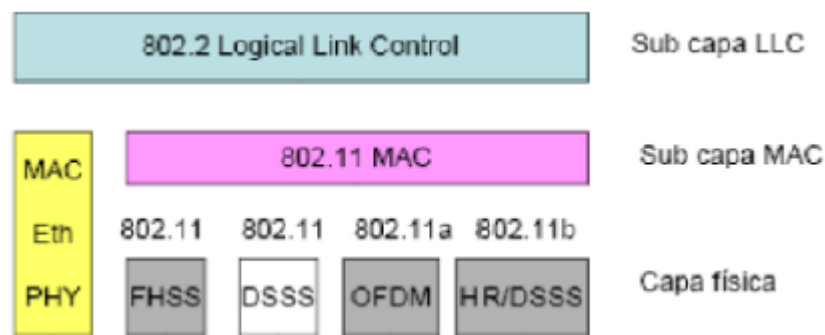 802.2 Logical Link Control
Sub capa LLC
MAC
Eth
PHY
802.11 MAC
Sub capa MAC
802.11 802.11 802.11a 802.11b
FHSS DSSS OFDM HR/DSSS
Capa física